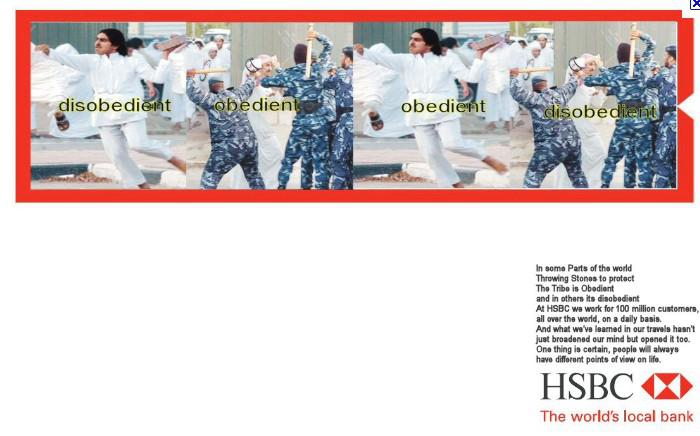 disobedient obedient obedient disobedient
In some Parts of the world
Throwing Stones to protect
The Tribe is Obedient
and in others its disobedient
At HSBC we work for 100 million customers,
all over the world, on a daily basis.
And what we've learned in our travels hasn't
just broadened our mind but opened it too.
One thing is certain, people will always
have different points of view on life.
HSBC
The world's local bank